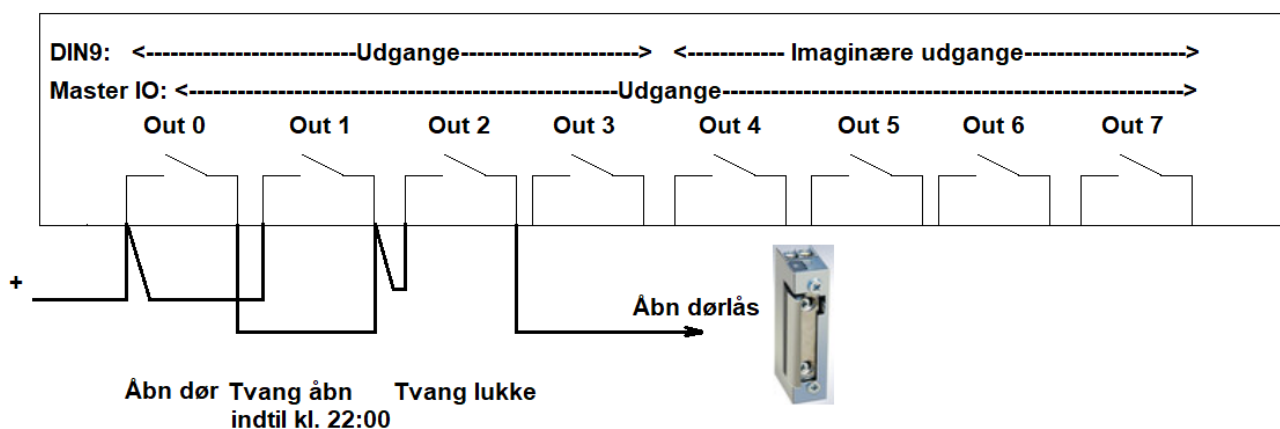 DIN9: <--------------------------Udgange----------------------> <------------ Imaginære udgange-------------------->
Master IO: <-----------------------------------------------------Udgange--------------------------------------------------------->
Out 0 Out 1 Out 2 Out 3 Out 4 Out 5 Out 6 Out 7
+
Åbn dørlås
Åbn dør Tvang åbn Tvang lukke
indtil kl. 22:00